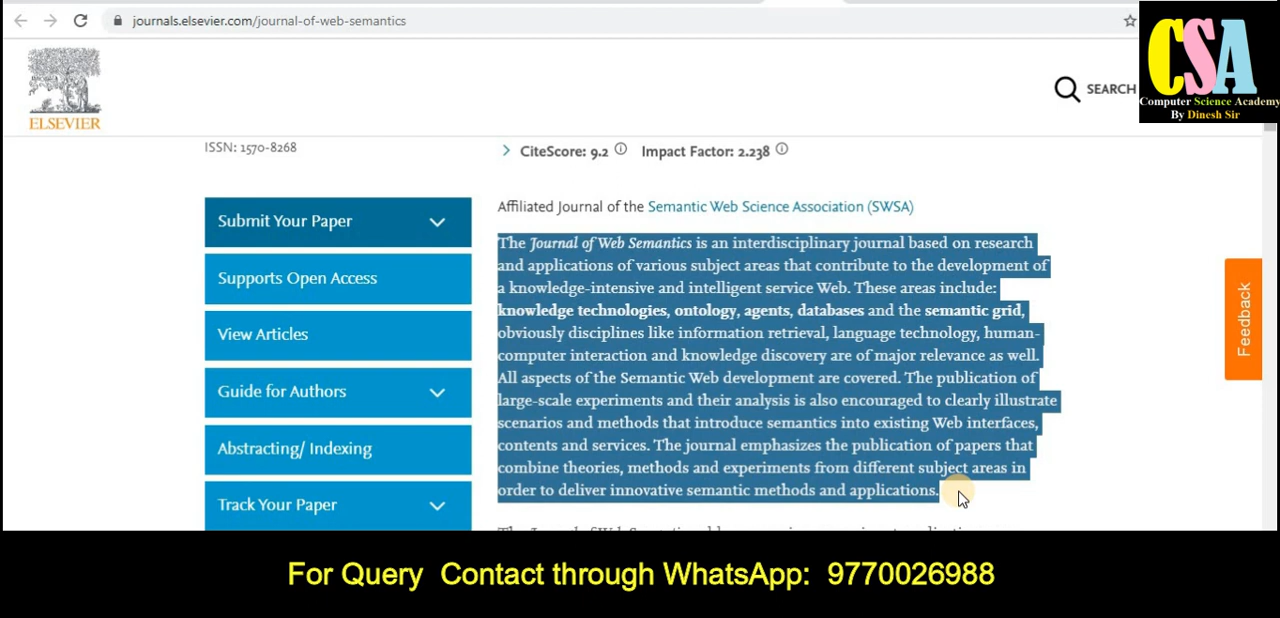 journals.elsevier.com/journal-of-web-semantics
CSA
Computer Science Academy
By Dinesh Sir
ELSEVIER
SEARCH
ISSN: 1570-8268
CiteScore: 9.2 Impact Factor: 2.238
Submit Your Paper
Supports Open Access
View Articles
Guide for Authors
Abstracting/ Indexing
Track Your Paper
Affiliated Journal of the Semantic Web Science Association (SWSA)
The Journal of Web Semantics is an interdisciplinary journal based on research
and applications of various subject areas that contribute to the development of
a knowledge-intensive and intelligent service Web. These areas include:
knowledge technologies, ontology, agents, databases and the semantic grid,
obviously disciplines like information retrieval, language technology, human-
computer interaction and knowledge discovery are of major relevance as well.
All aspects of the Semantic Web development are covered. The publication of
large-scale experiments and their analysis is also encouraged to clearly illustrate
scenarios and methods that introduce semantics into existing Web interfaces,
contents and services. The journal emphasizes the publication of papers that
combine theories, methods and experiments from different subject areas in
order to deliver innovative semantic methods and applications.
Feedback
For Query Contact through WhatsApp: 9770026988